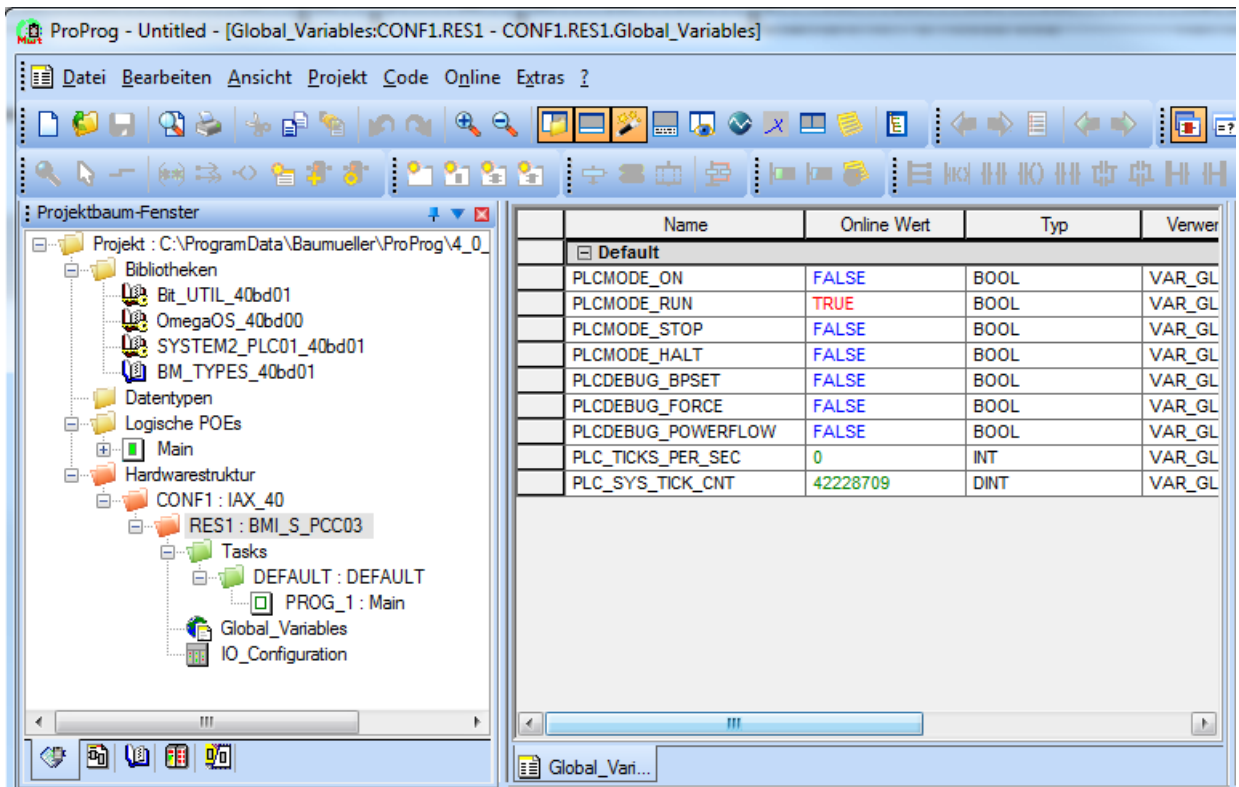 ProProg - Untitled - [Global_Variables:CONF1.RES1 - CONF1.RES1.Global_Variables]
Datei Bearbeiten Ansicht Projekt Code Online Extras ?
Projektbaum-Fenster
Projekt : C:\ProgramData\Baumueller\ProProg\4_0_
Bibliotheken
Bit_UTIL_40bd01
OmegaOS_40bd00
SYSTEM2_PLC01_40bd01
BM_TYPES_40bd01
Datentypen
Logische POEs
Main
Hardwarestruktur
CONF1 : IAX_40
RES1 : BMI_S_PCC03
Tasks
DEFAULT : DEFAULT
PROG_1 : Main
Global_Variables
IO_Configuration
Name Online Wert Typ Verwer
Default
PLCMODE_ON FALSE BOOL VAR_GL
PLCMODE_RUN TRUE BOOL VAR_GL
PLCMODE_STOP FALSE BOOL VAR_GL
PLCMODE_HALT FALSE BOOL VAR_GL
PLCDEBUG_BPSET FALSE BOOL VAR_GL
PLCDEBUG_FORCE FALSE BOOL VAR_GL
PLCDEBUG_POWERFLOW FALSE BOOL VAR_GL
PLC_TICKS_PER_SEC 0 INT VAR_GL
PLC_SYS_TICK_CNT 42228709 DINT VAR_GL
Global_Vari...